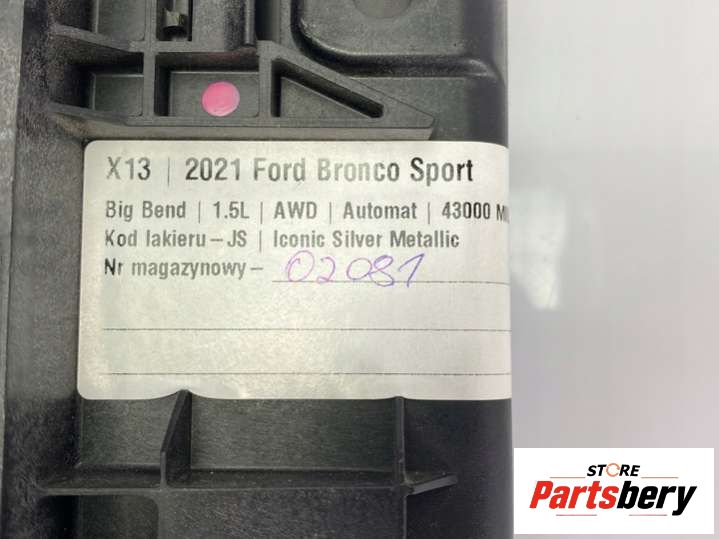 X13 | 2021 Ford Bronco Sport
Big Bend | 1.5L | AWD | Automat | 43000
Kod lakieru – JS | Iconic Silver Metallic
Nr magazynowy – 02081
STORE
Partsbery